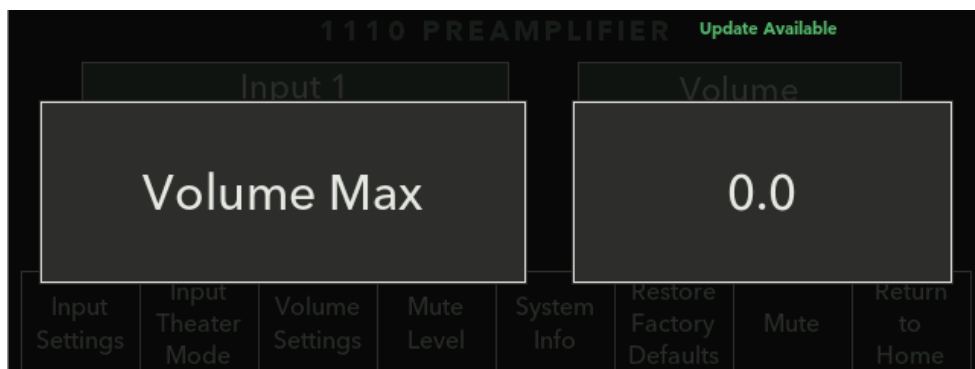 1110 PREAMPLIFIER
Update Available
Input 1
Volume
Volume Max
0.0
Input
Settings
Input
Theater
Mode
Volume
Settings
Mute
Level
System
Info
Restore
Factory
Defaults
Mute
Return
to
Home